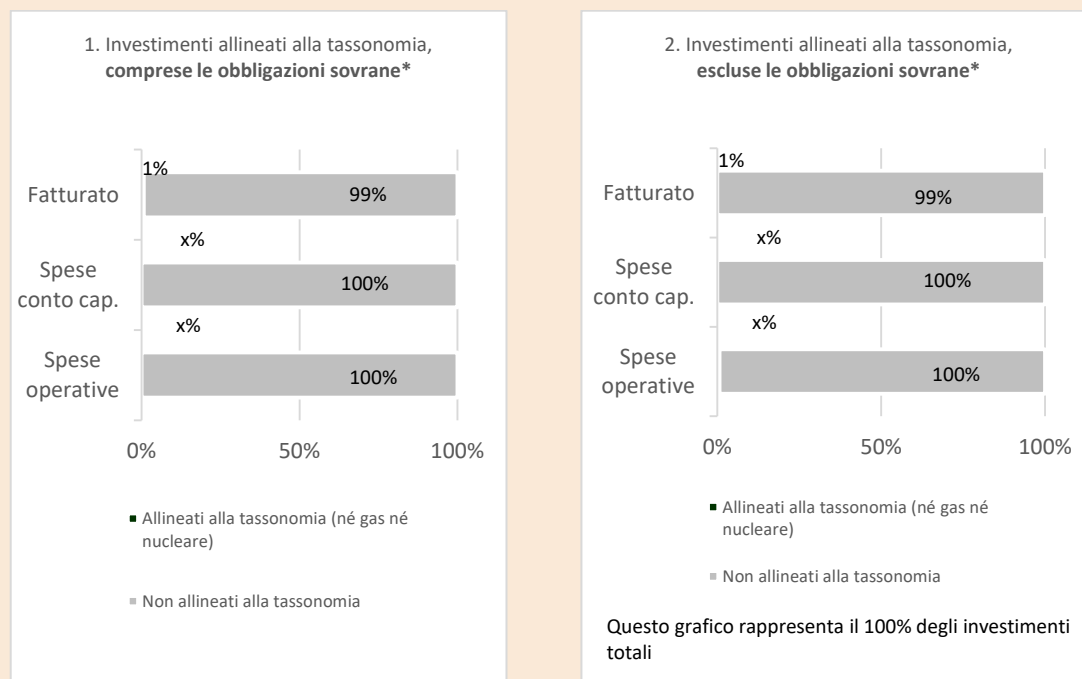 1. Investimenti allineati alla tassonomia,
comprese le obbligazioni sovrane*
1%
Fatturato
99%
x%
Spese
conto cap.
100%
x%
Spese
operative
100%
0% 50% 100%
Allineati alla tassonomia (né gas né
nucleare)
Non allineati alla tassonomia
2. Investimenti allineati alla tassonomia,
escluse le obbligazioni sovrane*
1%
Fatturato
99%
x%
Spese
conto cap.
100%
x%
Spese
operative
100%
0% 50% 100%
Allineati alla tassonomia (né gas né
nucleare)
Non allineati alla tassonomia
Questo grafico rappresenta il 100% degli investimenti
totali